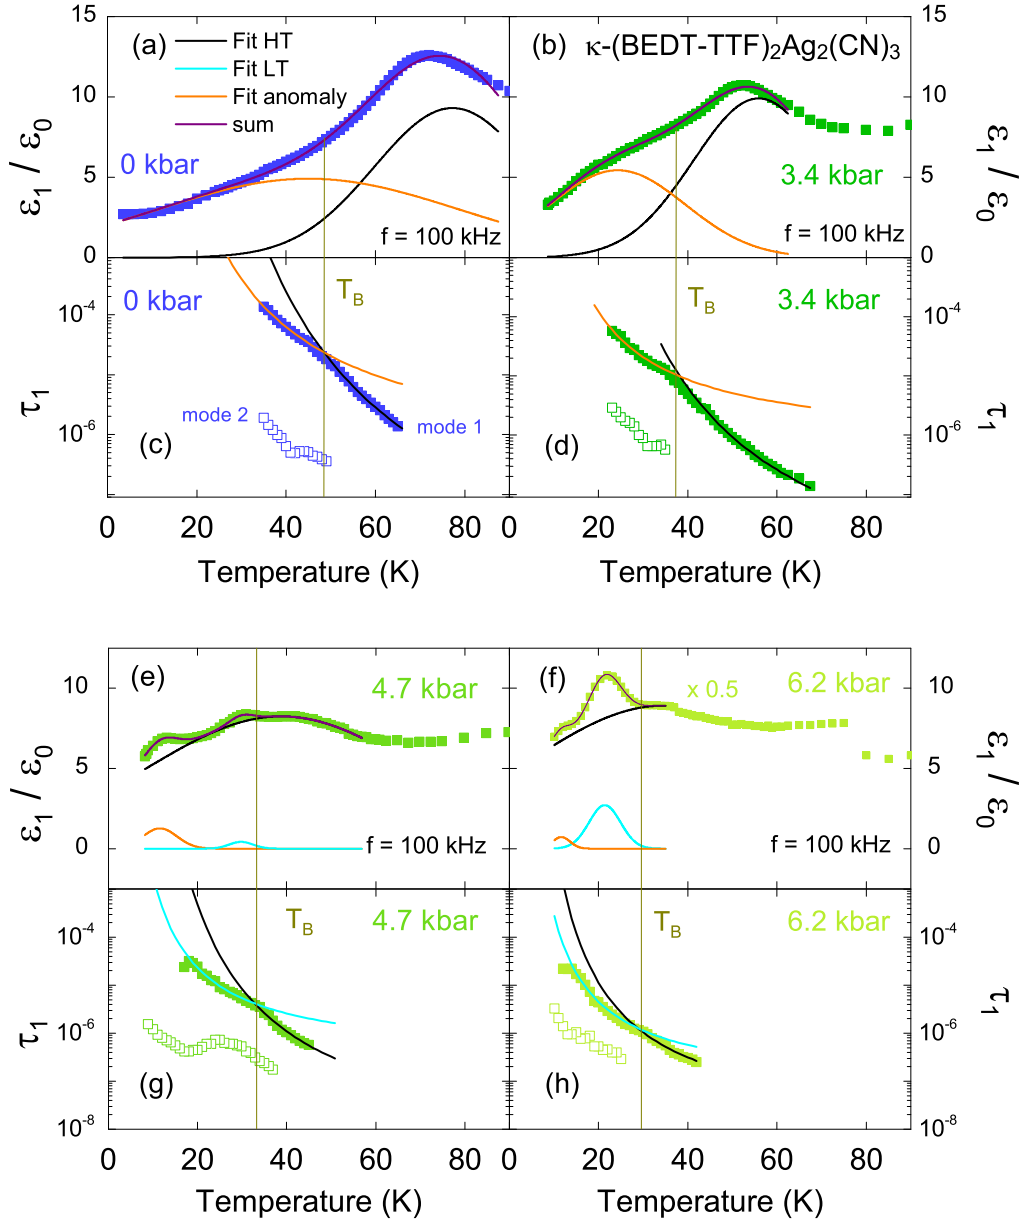 15
15
(a)
Fit HT
Fit LT
Fit anomaly
sum
(b)
κ-(BEDT-TTF)₂Ag₂(CN)₃
10
10
ε₁ / ε₀
ε₁ / ε₀
0 kbar
3.4 kbar
5
5
f = 100 kHz
f = 100 kHz
0
0
0 kbar
T_B
T_B
3.4 kbar
10⁻⁴
10⁻⁴
τ₁
τ₁
mode 2
mode 1
10⁻⁶
(c)
(d)
10⁻⁶
0 20 40 60 80 0 20 40 60 80
Temperature (K)
Temperature (K)
(e)
4.7 kbar
(f)
x 0.5
6.2 kbar
10
10
ε₁ / ε₀
ε₁ / ε₀
5
5
0
f = 100 kHz
f = 100 kHz
0
T_B
4.7 kbar
T_B
6.2 kbar
10⁻⁴
10⁻⁴
τ₁
τ₁
10⁻⁶
10⁻⁶
(g)
(h)
10⁻⁸
10⁻⁸
0 20 40 60 80 0 20 40 60 80
Temperature (K)
Temperature (K)